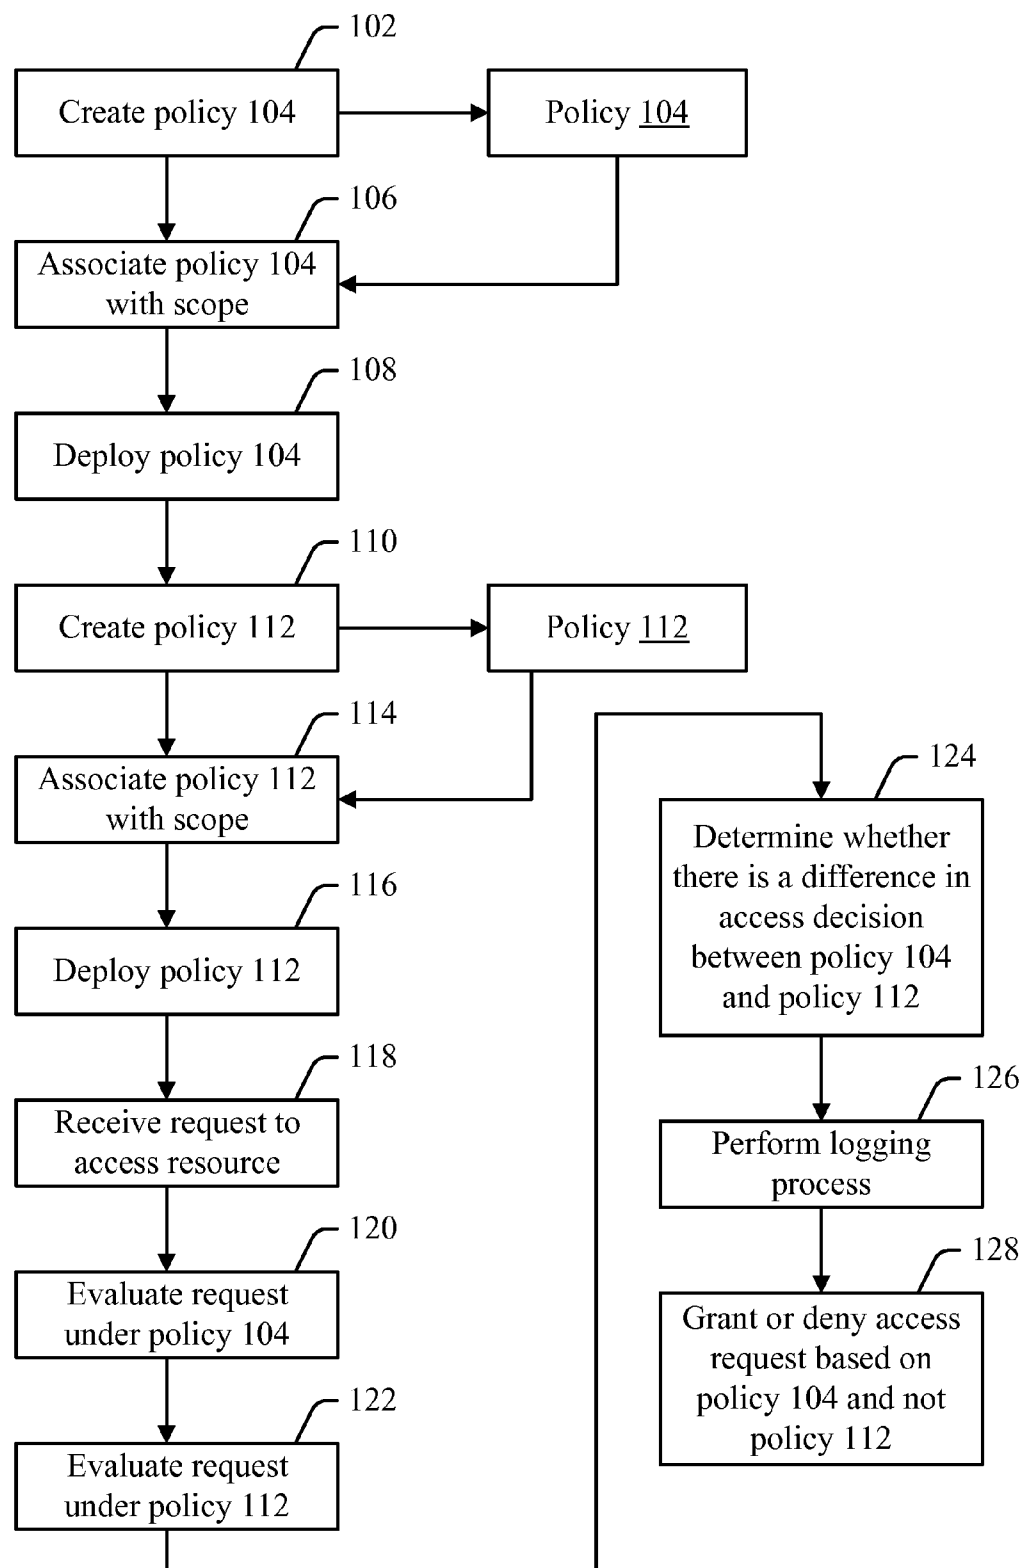 102
Create policy 104
Policy 104
106
Associate policy 104
with scope
108
Deploy policy 104
110
Create policy 112
Policy 112
114
Associate policy 112
with scope
116
Deploy policy 112
118
Receive request to
access resource
120
Evaluate request
under policy 104
122
Evaluate request
under policy 112
124
Determine whether
there is a difference in
access decision
between policy 104
and policy 112
126
Perform logging
process
128
Grant or deny access
request based on
policy 104 and not
policy 112